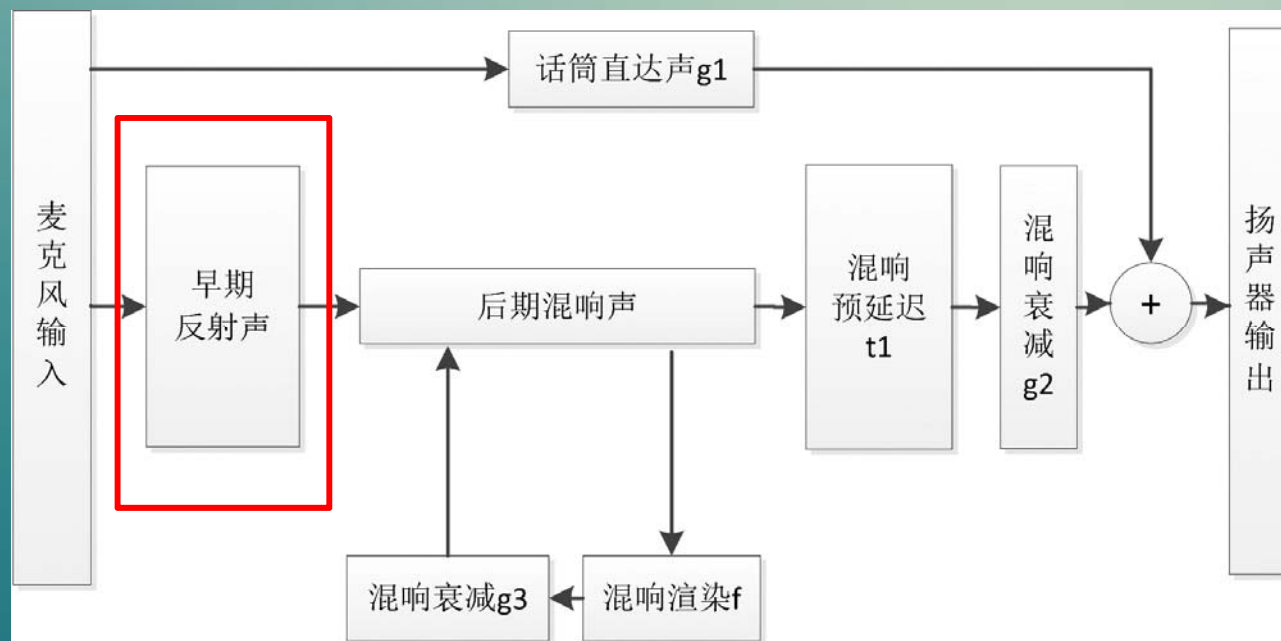 话筒直达声g1
麦克风输入
早期
反射声
后期混响声
混响
预延迟
t1
混响衰减
g2
+
扬声器输出
混响衰减g3
混响渲染f